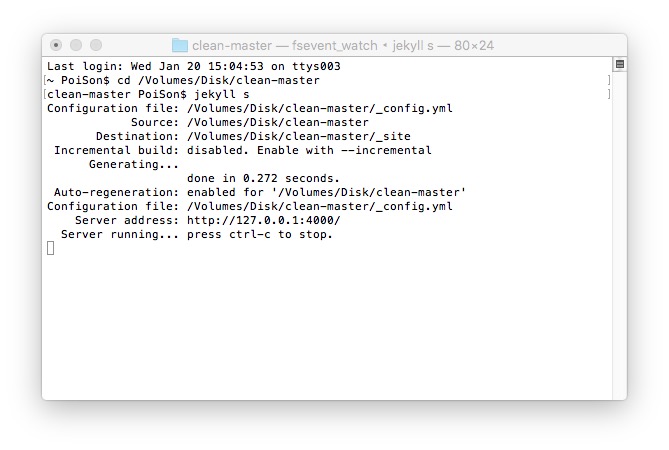 clean-master — fsevent_watch • jekyll s — 80×24
Last login: Wed Jan 20 15:04:53 on ttys003
[~ PoiSon$ cd /Volumes/Disk/clean-master ]
[clean-master PoiSon$ jekyll s ]
Configuration file: /Volumes/Disk/clean-master/_config.yml
Source: /Volumes/Disk/clean-master
Destination: /Volumes/Disk/clean-master/_site
Incremental build: disabled. Enable with --incremental
Generating...
done in 0.272 seconds.
Auto-regeneration: enabled for '/Volumes/Disk/clean-master'
Configuration file: /Volumes/Disk/clean-master/_config.yml
Server address: http://127.0.0.1:4000/
Server running... press ctrl-c to stop.